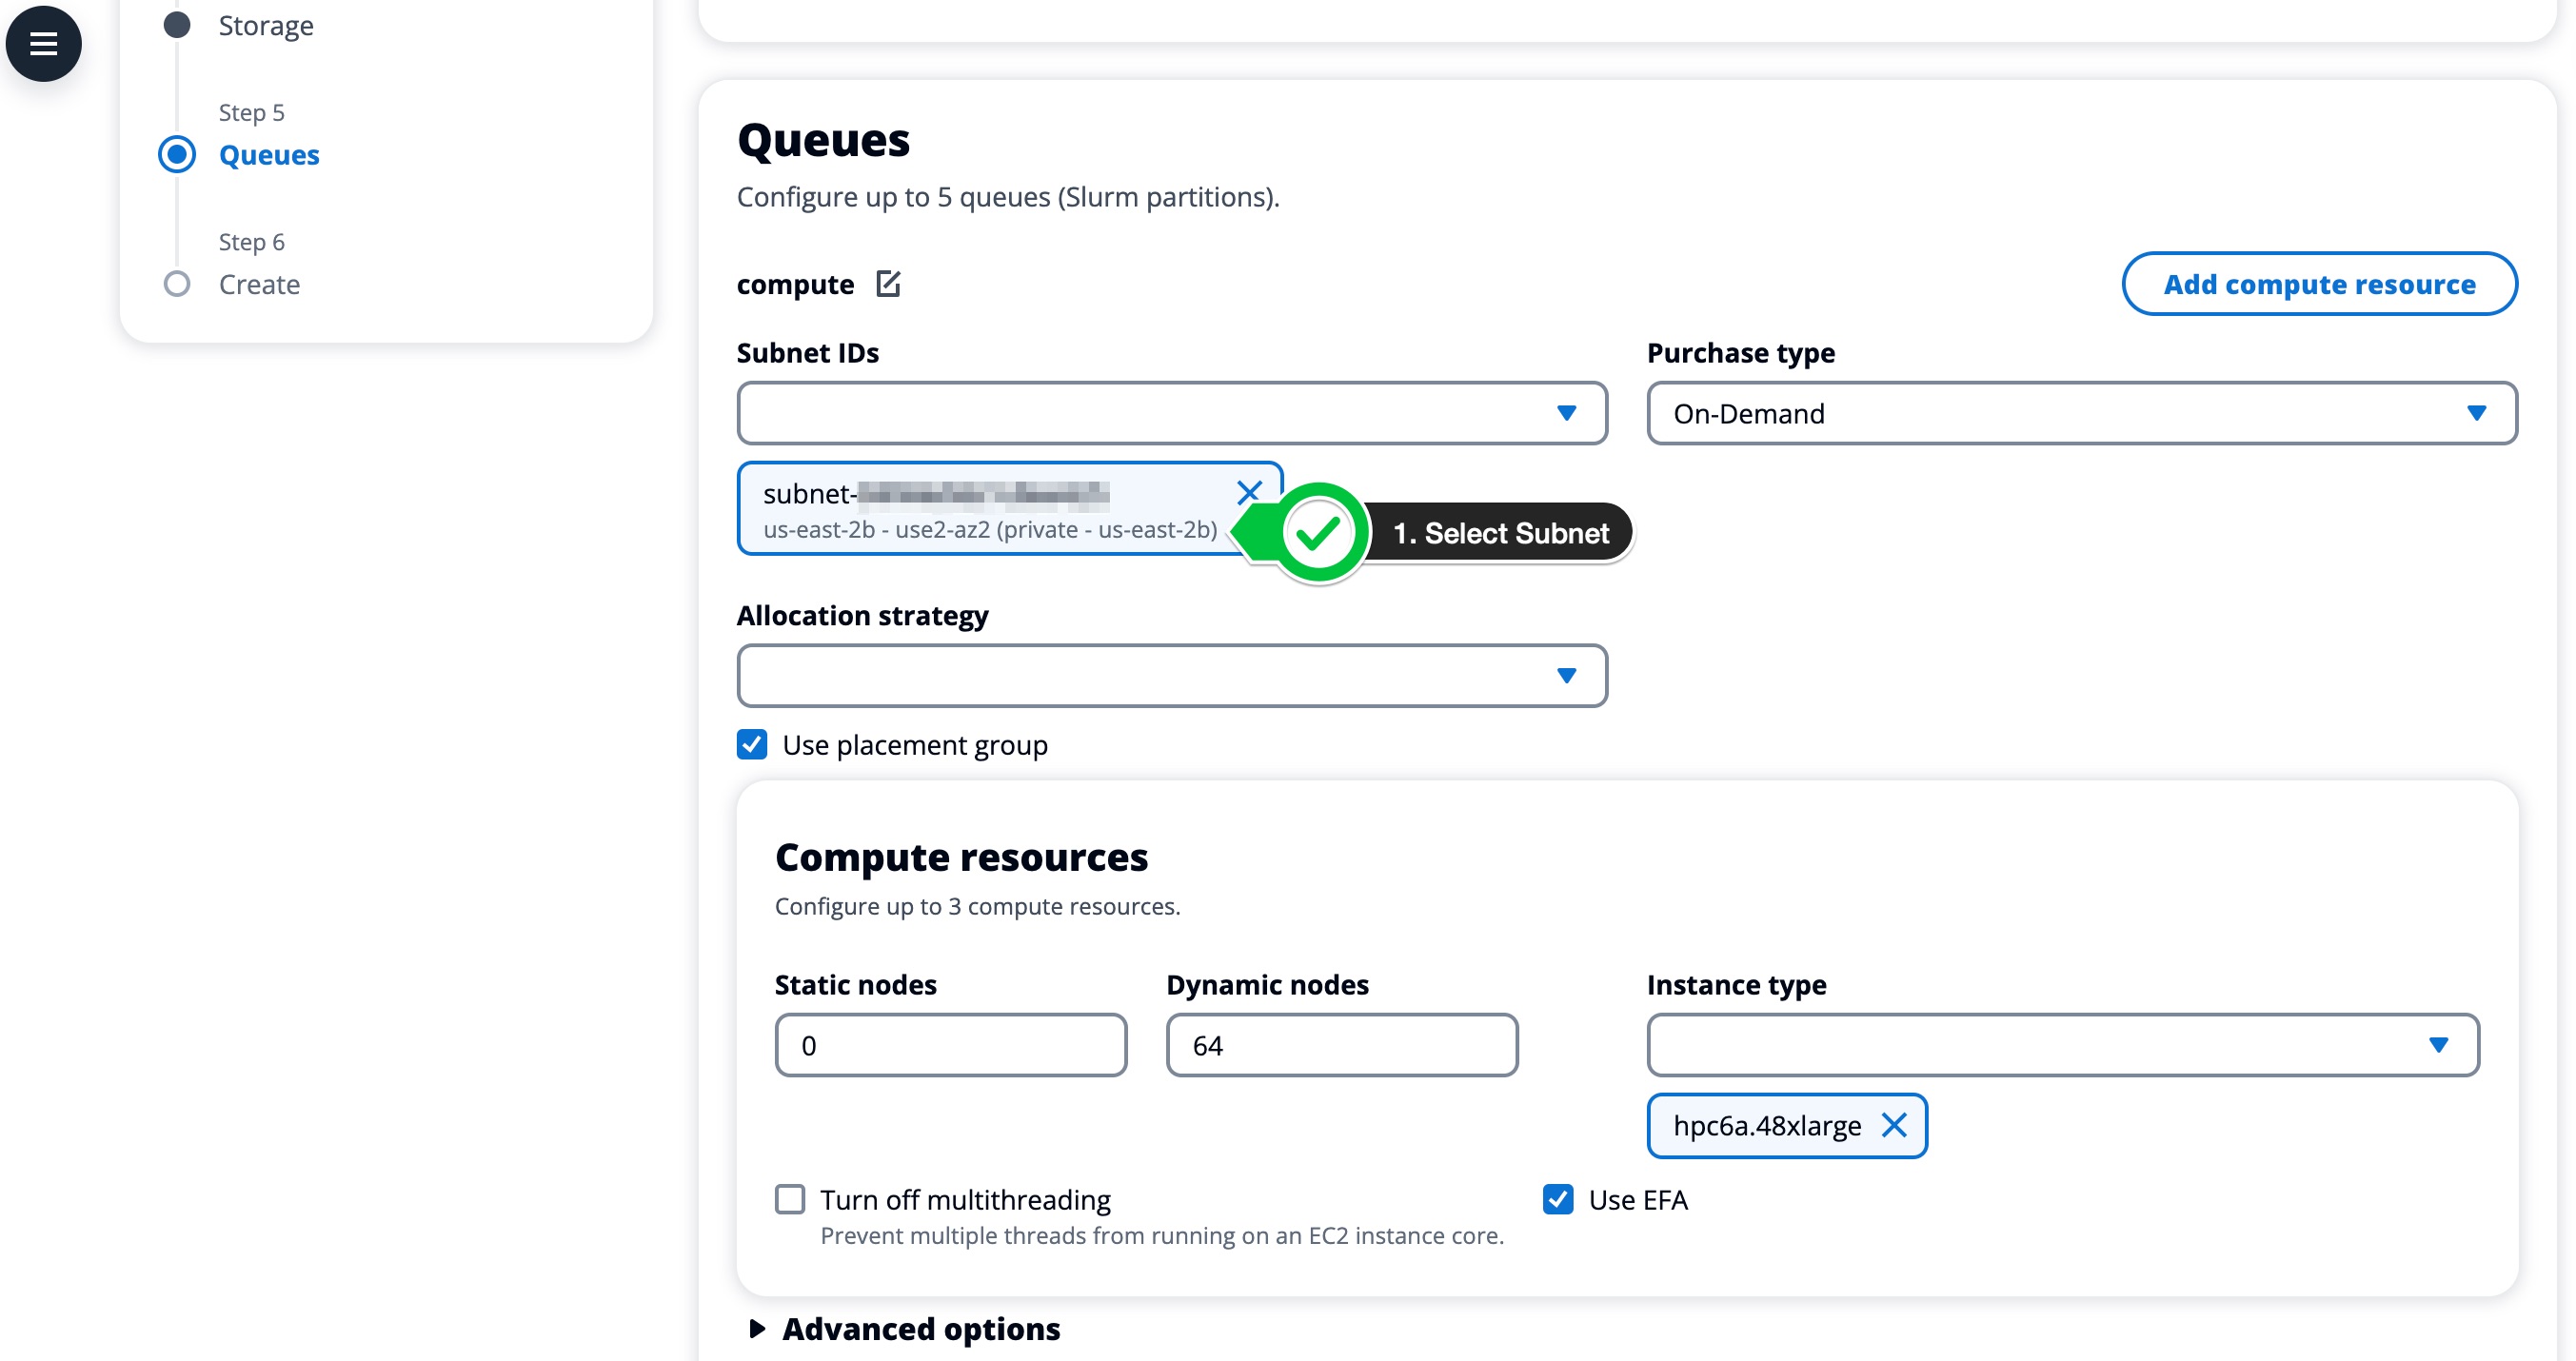 Storage
Step 5
Queues
Step 6
Create
Queues
Configure up to 5 queues (Slurm partitions).
compute
Add compute resource
Subnet IDs
Purchase type
On-Demand
subnet-
us-east-2b - use2-az2 (private - us-east-2b)
1. Select Subnet
Allocation strategy
Use placement group
Compute resources
Configure up to 3 compute resources.
Static nodes
Dynamic nodes
Instance type
0
64
hpc6a.48xlarge
Turn off multithreading
Prevent multiple threads from running on an EC2 instance core.
Use EFA
Advanced options